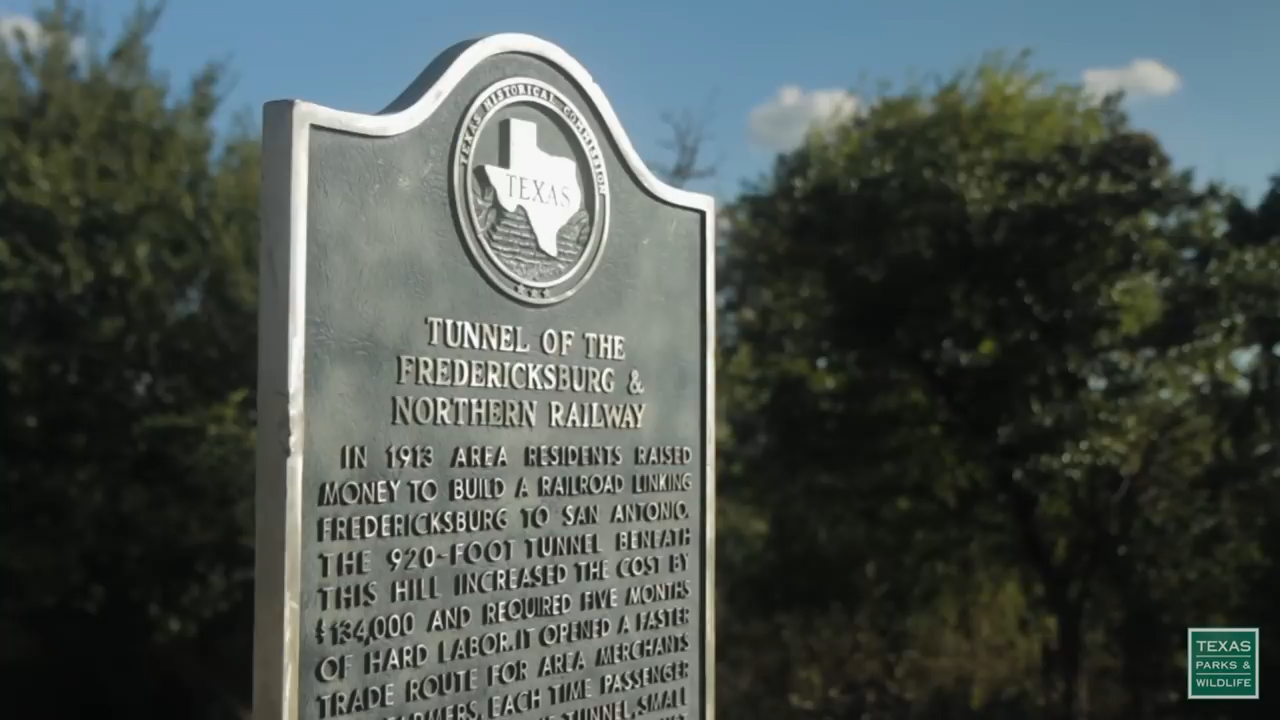 TEXAS HISTORICAL COMMISSION
TEXAS
TUNNEL OF THE
FREDERICKSBURG &
NORTHERN RAILWAY
IN 1913 AREA RESIDENTS RAISED
MONEY TO BUILD A RAILROAD LINKING
FREDERICKSBURG TO SAN ANTONIO.
THE 920-FOOT TUNNEL BENEATH
THIS HILL INCREASED THE COST BY
$134,000 AND REQUIRED FIVE MONTHS
OF HARD LABOR. IT OPENED A FASTER
TRADE ROUTE FOR AREA MERCHANTS
FARMERS. EACH TIME PASSENGER
TUNNEL, SMALL
TEXAS
PARKS &
WILDLIFE